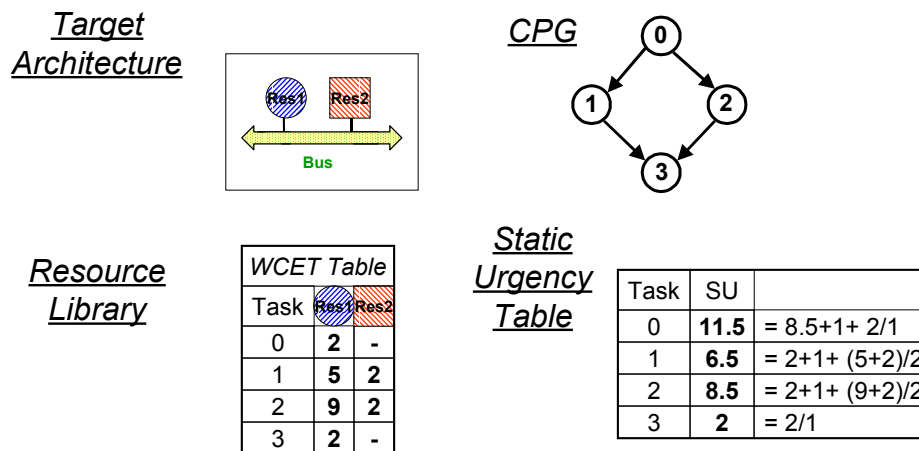 Target
Architecture
Res1 Res2
Bus
CPG
0
1 2
3
Resource
Library
WCET Table
Task Res1 Res2
0 2 -
1 5 2
2 9 2
3 2 -
Static
Urgency
Table
Task SU
0 11.5 = 8.5+1+ 2/1
1 6.5 = 2+1+ (5+2)/2
2 8.5 = 2+1+ (9+2)/2
3 2 = 2/1